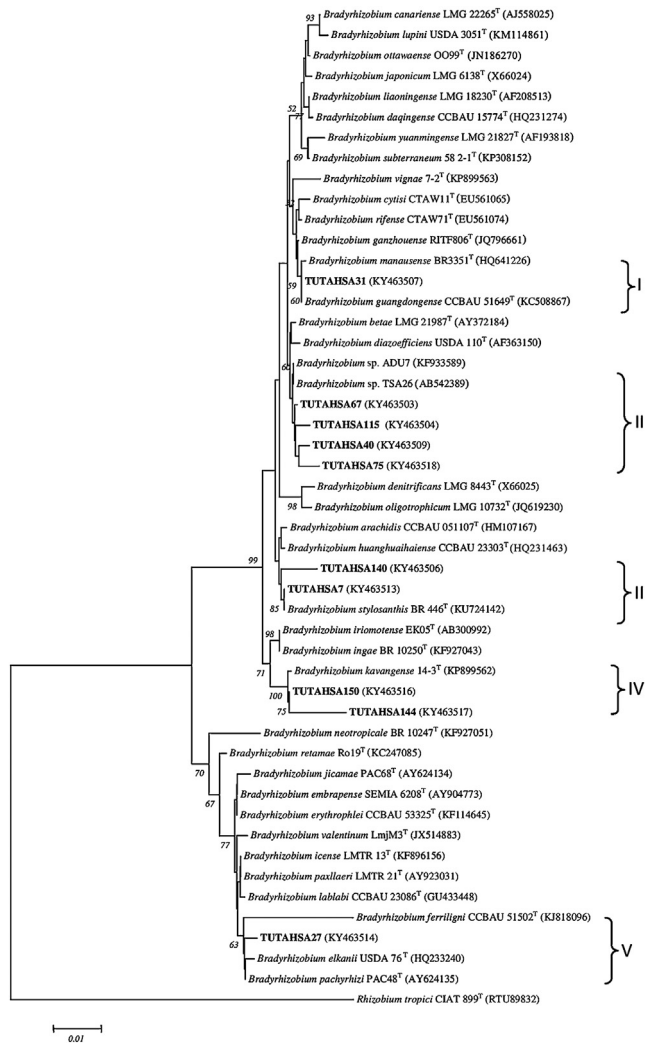 93 Bradyrhizobium canariense LMG 22265T (AJ558025)
Bradyrhizobium lupini USDA 3051T (KM114861)
Bradyrhizobium ottawaense OO99T (JN186270)
Bradyrhizobium japonicum LMG 6138T (X66024)
Bradyrhizobium liaoningense LMG 18230T (AF208513)
52
Bradyrhizobium daqingense CCBAU 15774T (HQ231274)
Bradyrhizobium yuanmingense LMG 21827T (AF193818)
69 Bradyrhizobium subterraneum 58 2-1T (KP308152)
Bradyrhizobium vignae 7-2T (KP899563)
Bradyrhizobium cytisi CTAW11T (EU561065)
Bradyrhizobium rifense CTAW71T (EU561074)
Bradyrhizobium ganzhouense RITF806T (JQ796661)
Bradyrhizobium manausense BR3351T (HQ641226)
59 TUTAHSA31 (KY463507) I
60 Bradyrhizobium guangdongense CCBAU 51649T (KC508867)
Bradyrhizobium betae LMG 21987T (AY372184)
Bradyrhizobium diazoefficiens USDA 110T (AF363150)
Bradyrhizobium sp. ADU7 (KF933589)
Bradyrhizobium sp. TSA26 (AB542389)
TUTAHSA67 (KY463503)
TUTAHSA115 (KY463504) II
TUTAHSA40 (KY463509)
TUTAHSA75 (KY463518)
Bradyrhizobium denitrificans LMG 8443T (X66025)
98 Bradyrhizobium oligotrophicum LMG 10732T (JQ619230)
Bradyrhizobium arachidis CCBAU 051107T (HM107167)
Bradyrhizobium huanghuaihaiense CCBAU 23303T (HQ231463)
99 TUTAHSA140 (KY463506)
TUTAHSA7 (KY463513) II
85 Bradyrhizobium stylosanthis BR 446T (KU724142)
98 Bradyrhizobium iriomotense EK05T (AB300992)
Bradyrhizobium ingae BR 10250T (KF927043)
71 Bradyrhizobium kavangense 14-3T (KP899562)
100 TUTAHSA150 (KY463516) IV
75 TUTAHSA144 (KY463517)
Bradyrhizobium neotropicale BR 10247T (KF927051)
Bradyrhizobium retamae Ro19T (KC247085)
70 Bradyrhizobium jicamae PAC68T (AY624134)
67 Bradyrhizobium embrapense SEMIA 6208T (AY904773)
Bradyrhizobium erythrophlei CCBAU 53325T (KF114645)
77 Bradyrhizobium valentinum LmjM3T (JX514883)
Bradyrhizobium icense LMTR 13T (KF896156)
Bradyrhizobium paxllaeri LMTR 21T (AY923031)
Bradyrhizobium lablabi CCBAU 23086T (GU433448)
Bradyrhizobium ferriligni CCBAU 51502T (KJ818096)
63 TUTAHSA27 (KY463514) V
Bradyrhizobium elkanii USDA 76T (HQ233240)
Bradyrhizobium pachyrhizi PAC48T (AY624135)
Rhizobium tropici CIAT 899T (RTU89832)
0.01